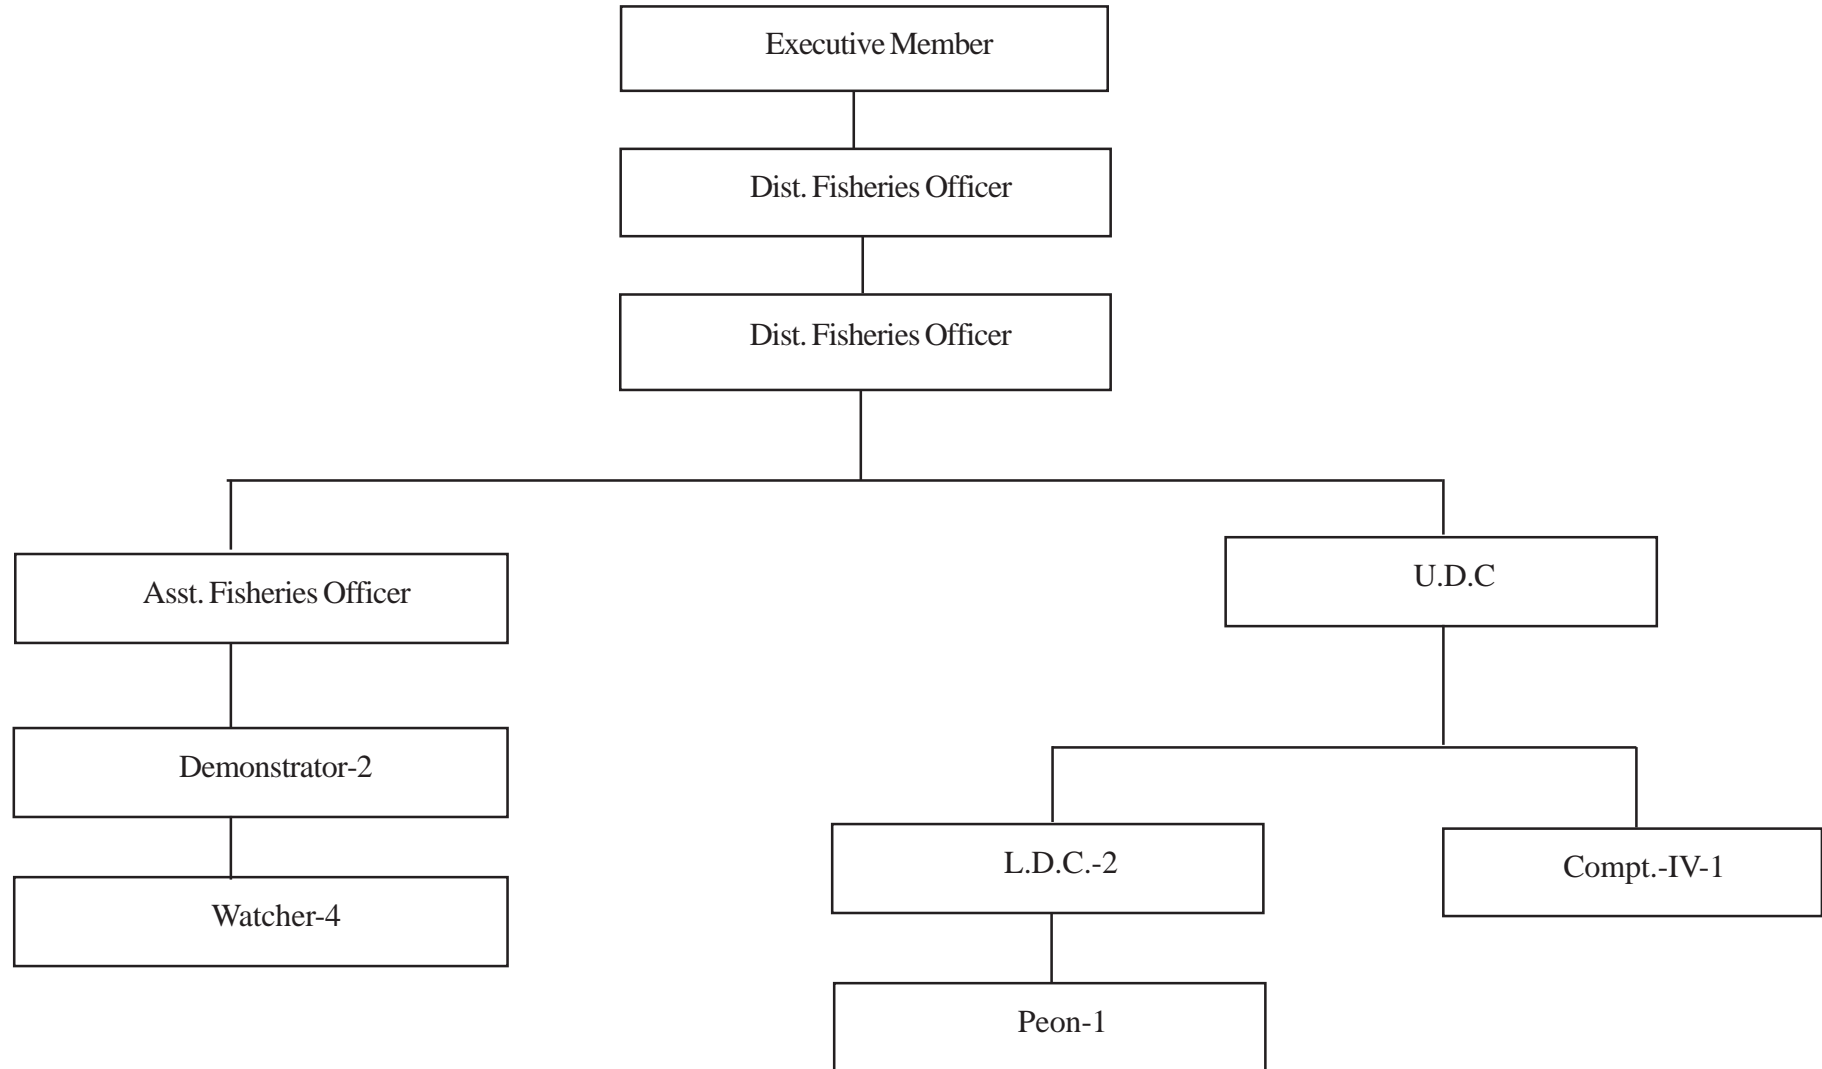 Executive Member
Dist. Fisheries Officer
Dist. Fisheries Officer
Asst. Fisheries Officer
U.D.C
Demonstrator-2
L.D.C.-2
Compt.-IV-1
Watcher-4
Peon-1